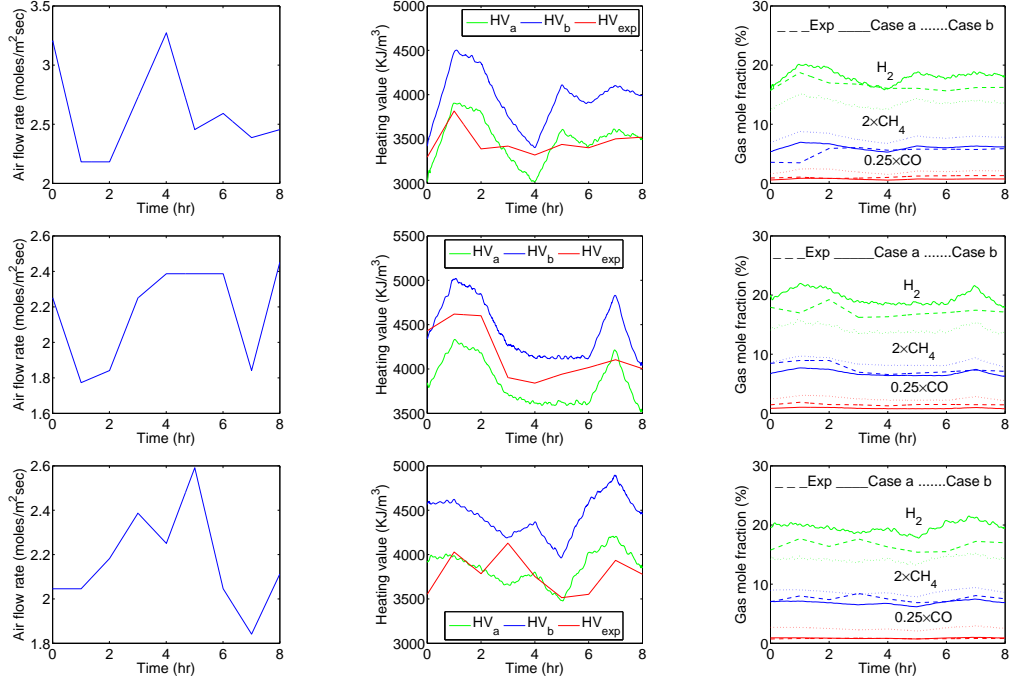 Air flow rate (moles/m²sec)
3.5
3
2.5
2
0 2 4 6 8
Time (hr)
Heating value (KJ/m³)
5000
4500
4000
3500
3000
HVa HVb HVexp
0 2 4 6 8
Time (hr)
Gas mole fraction (%)
30
20
10
0
_ _ _Exp ____Case a .......Case b
H2
2×CH4
0.25×CO
0 2 4 6 8
Time (hr)
Air flow rate (moles/m²sec)
2.6
2.4
2.2
2
1.8
1.6
0 2 4 6 8
Time (hr)
Heating value (KJ/m³)
5500
5000
4500
4000
3500
HVa HVb HVexp
0 2 4 6 8
Time (hr)
Gas mole fraction (%)
30
20
10
0
_ _ _Exp ____Case a .......Case b
H2
2×CH4
0.25×CO
0 2 4 6 8
Time (hr)
Air flow rate (moles/m²sec)
2.6
2.4
2.2
2
1.8
0 2 4 6 8
Time (hr)
Heating value (KJ/m³)
5000
4500
4000
3500
3000
HVa HVb HVexp
0 2 4 6 8
Time (hr)
Gas mole fraction (%)
30
20
10
0
_ _ _Exp ____Case a .......Case b
H2
2×CH4
0.25×CO
0 2 4 6 8
Time (hr)